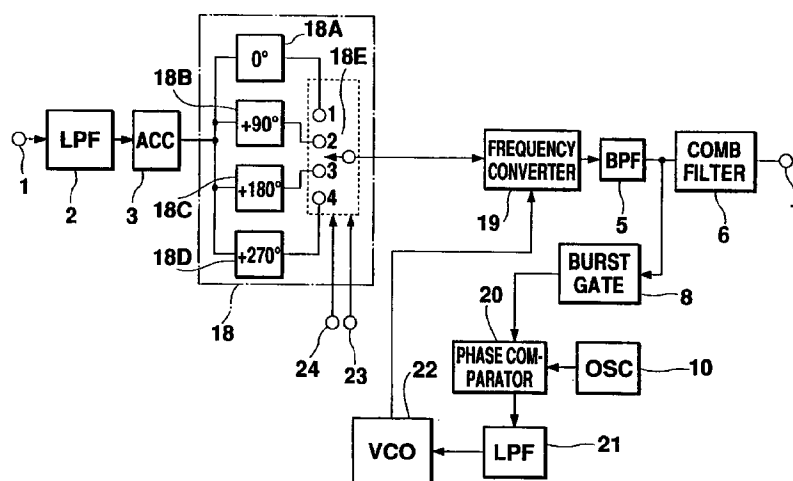 18A
0°
18B
18E
+90°
1
2
3
4
LPF
ACC
1
2
3
18C
+180°
18D
+270°
18
24
23
FREQUENCY
CONVERTER
19
BPF
5
COMB
FILTER
6
BURST
GATE
8
20
PHASE COM-
PARATOR
OSC
10
22
VCO
LPF
21